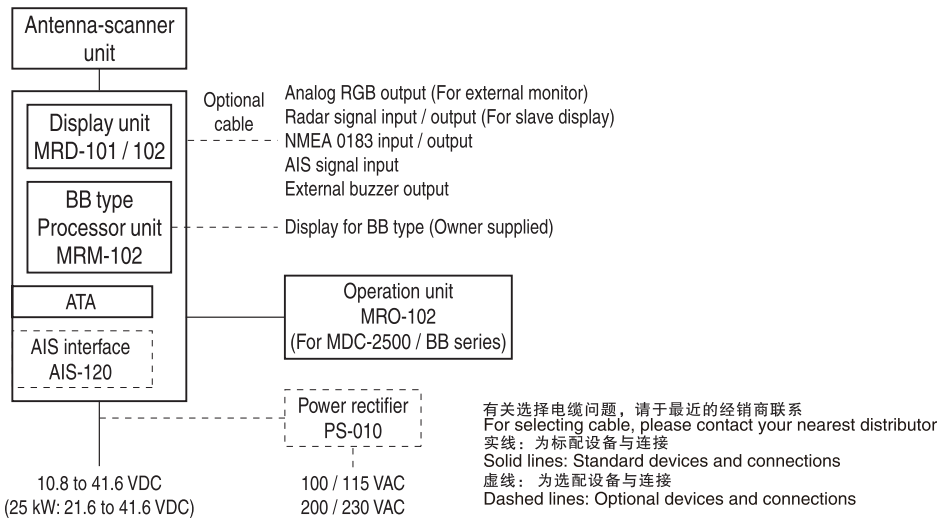 Antenna-scanner
unit
Display unit
MRD-101 / 102
Optional
cable
Analog RGB output (For external monitor)
Radar signal input / output (For slave display)
NMEA 0183 input / output
AIS signal input
External buzzer output
BB type
Processor unit
MRM-102
Display for BB type (Owner supplied)
ATA
AIS interface
AIS-120
Operation unit
MRO-102
(For MDC-2500 / BB series)
Power rectifier
PS-010
10.8 to 41.6 VDC
(25 kW: 21.6 to 41.6 VDC)
100 / 115 VAC
200 / 230 VAC
有关选择电缆问题，请于最近的经销商联系
For selecting cable, please contact your nearest distributor
实线：为标配设备与连接
Solid lines: Standard devices and connections
虚线：为选配设备与连接
Dashed lines: Optional devices and connections